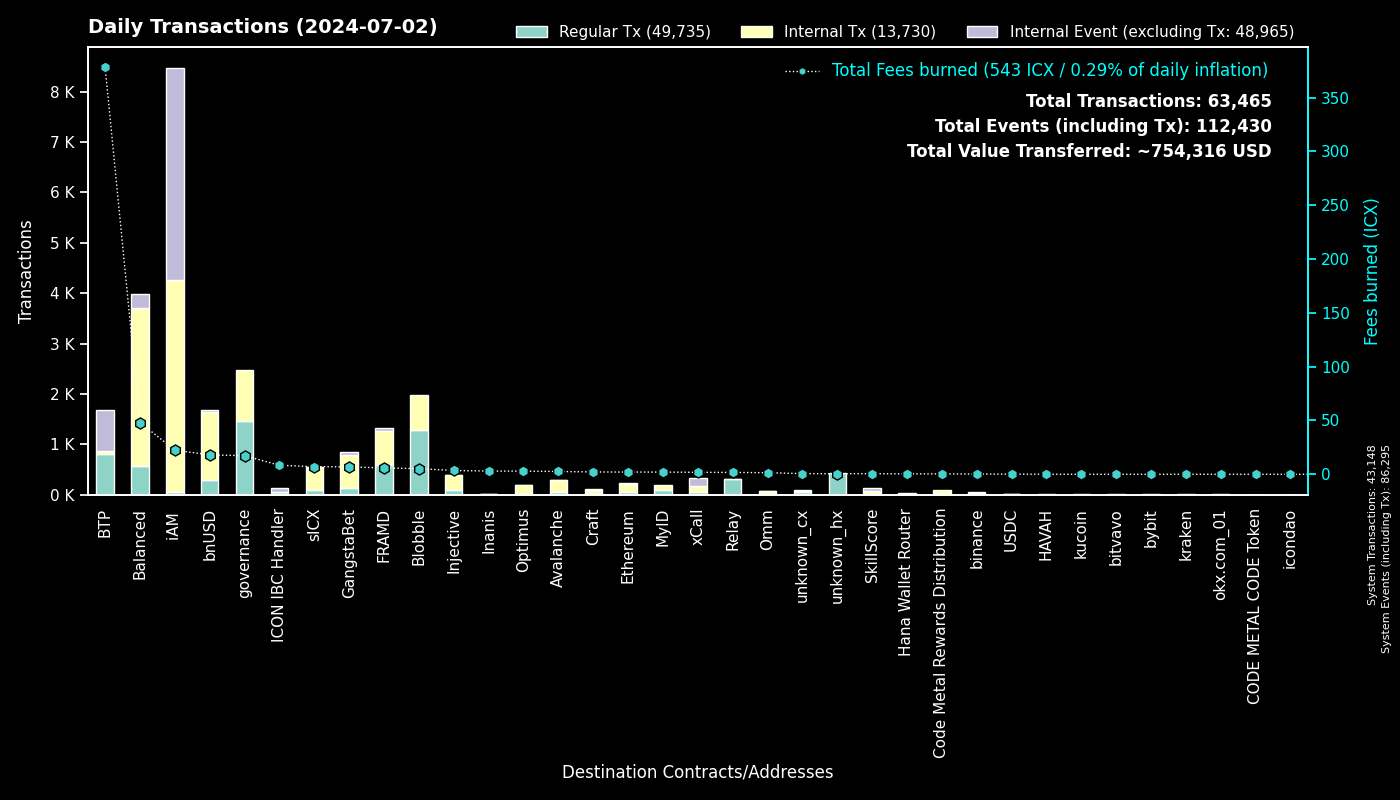 Daily Transactions (2024-07-02)
Regular Tx (49,735)
Internal Tx (13,730)
Internal Event (excluding Tx: 48,965)
Total Fees burned (543 ICX / 0.29% of daily inflation)
Total Transactions: 63,465
Total Events (including Tx): 112,430
Total Value Transferred: ~754,316 USD
Transactions
8 K
7 K
6 K
5 K
4 K
3 K
2 K
1 K
0 K
350
300
250
200
150
100
50
0
Fees burned (ICX)
BTP
Balanced
iAM
bnUSD
governance
ICON IBC Handler
sICX
GangstaBet
FRAMD
Blobble
Injective
Inanis
Optimus
Avalanche
Craft
Ethereum
MyID
xCall
Relay
Omm
unknown_cx
unknown_hx
SkillScore
Hana Wallet Router
Code Metal Rewards Distribution
binance
USDC
HAVAH
kucoin
bitvavo
bybit
kraken
okx.com_01
CODE METAL CODE Token
icondao
Destination Contracts/Addresses
System Transactions: 43,148
System Events (including Tx): 86,295